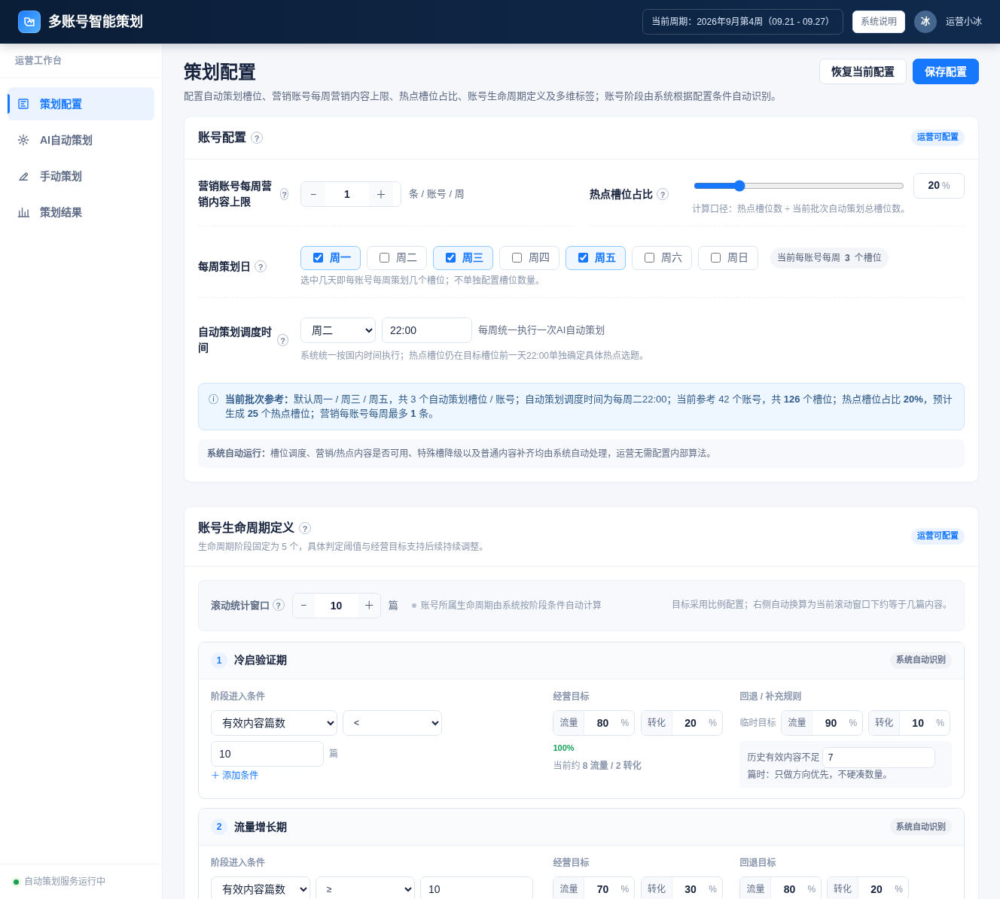 多账号智能策划
当前周期：2026年9月第4周（09.21 - 09.27）
系统说明
冰
运营小冰
运营工作台
策划配置
AI自动策划
手动策划
策划结果
自动策划服务运行中
策划配置
恢复当前配置
保存配置
配置自动策划槽位、营销账号每周营销内容上限、热点槽位占比、账号生命周期定义及多维标签；账号阶段由系统根据配置条件自动识别。
账号配置 ?
运营可配置
营销账号每周营
销内容上限
?
− 1 ＋ 条 / 账号 / 周
热点槽位占比 ?
20 %
计算口径：热点槽位数 ÷ 当前批次自动策划总槽位数。
每周策划日 ?
周一 周二 周三 周四 周五 周六 周日
当前每账号每周 3 个槽位
选中几天即每账号每周策划几个槽位；不单独配置槽位数量。
自动策划调度时
间
?
周二 22:00 每周统一执行一次AI自动策划
系统统一按国内时间执行；热点槽位仍在目标槽位前一天22:00单独确定具体热点选题。
ⓘ 当前批次参考：默认周一 / 周三 / 周五，共 3 个自动策划槽位 / 账号；自动策划调度时间为每周二22:00；当前参考 42 个账号，共 126 个槽位；热点槽位占比 20%，预计
生成 25 个热点槽位；营销每账号每周最多 1 条。
系统自动运行：槽位调度、营销/热点内容是否可用、特殊槽降级以及普通内容补齐均由系统自动处理，运营无需配置内部算法。
账号生命周期定义 ?
生命周期阶段固定为 5 个，具体判定阈值与经营目标支持后续持续调整。
运营可配置
滚动统计窗口 ? − 10 ＋ 篇
账号所属生命周期由系统按阶段条件自动计算
目标采用比例配置；右侧自动换算为当前滚动窗口下约等于几篇内容。
1 冷启验证期
系统自动识别
阶段进入条件
有效内容篇数 <
10 篇
＋ 添加条件
经营目标
流量 80 % 转化 20 %
100%
当前约 8 流量 / 2 转化
回退 / 补充规则
临时目标 流量 90 % 转化 10 %
历史有效内容不足 7
篇时：只做方向优先，不硬凑数量。
2 流量增长期
系统自动识别
阶段进入条件
有效内容篇数 ≥ 10
经营目标
流量 70 % 转化 30 %
回退目标
流量 80 % 转化 20 %